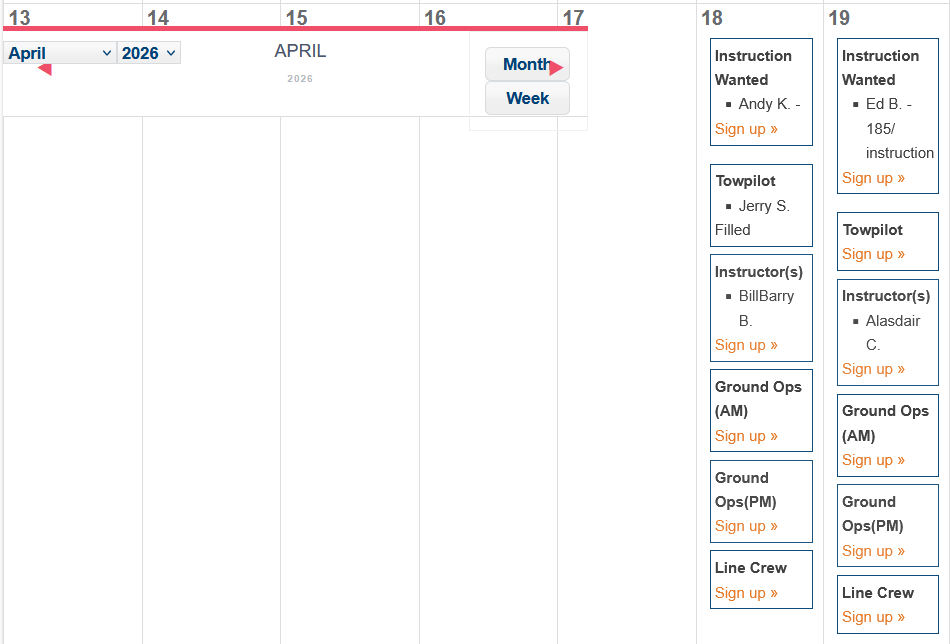 13 14 15 16 17 18 19
April 2026
APRIL
2026
Month
Week
Instruction
Wanted
Andy K. -
Sign up »
Towpilot
Jerry S.
Filled
Instructor(s)
BillBarry
B.
Sign up »
Ground Ops
(AM)
Sign up »
Ground
Ops(PM)
Sign up »
Line Crew
Sign up »
Instruction
Wanted
Ed B. -
185/
instruction
Sign up »
Towpilot
Sign up »
Instructor(s)
Alasdair
C.
Sign up »
Ground Ops
(AM)
Sign up »
Ground
Ops(PM)
Sign up »
Line Crew
Sign up »